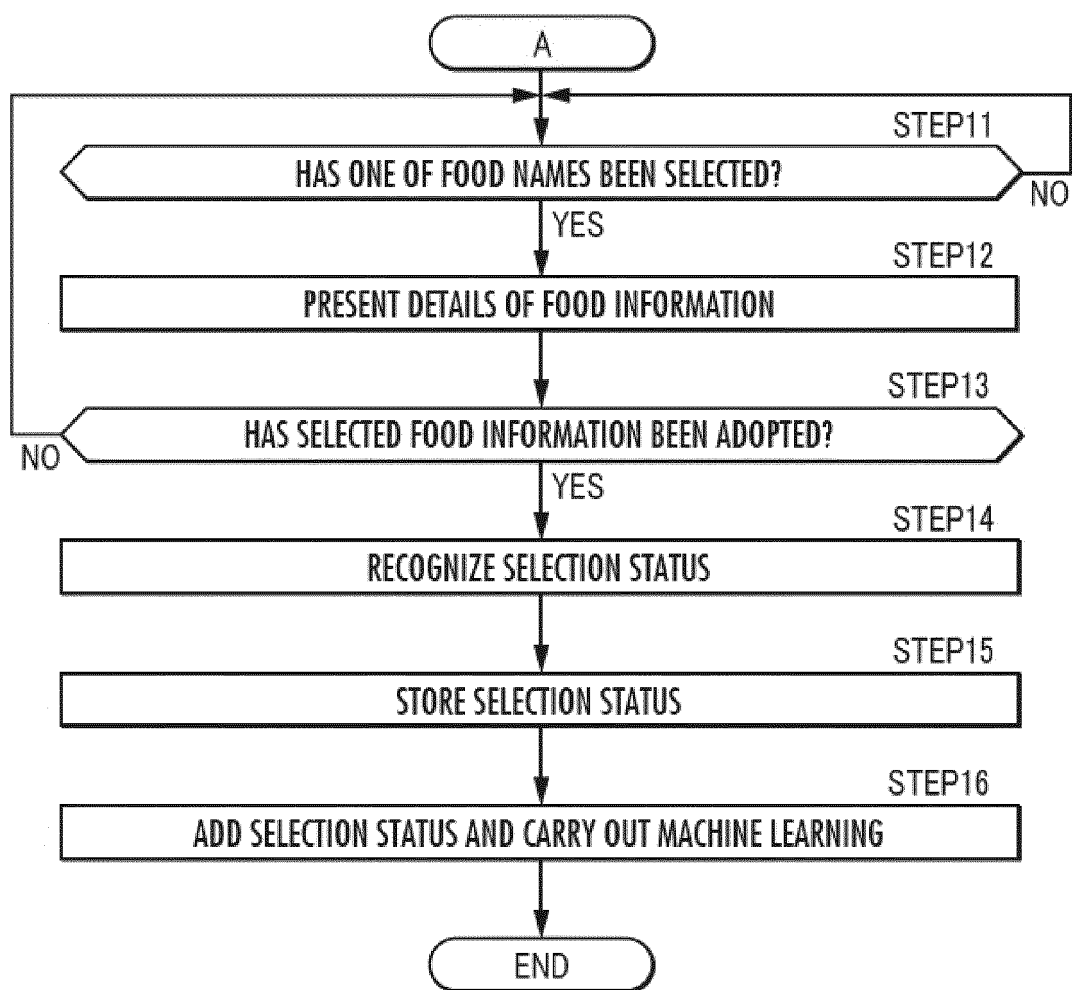 A
STEP11
HAS ONE OF FOOD NAMES BEEN SELECTED?
NO
YES
STEP12
PRESENT DETAILS OF FOOD INFORMATION
STEP13
HAS SELECTED FOOD INFORMATION BEEN ADOPTED?
NO
YES
STEP14
RECOGNIZE SELECTION STATUS
STEP15
STORE SELECTION STATUS
STEP16
ADD SELECTION STATUS AND CARRY OUT MACHINE LEARNING
END